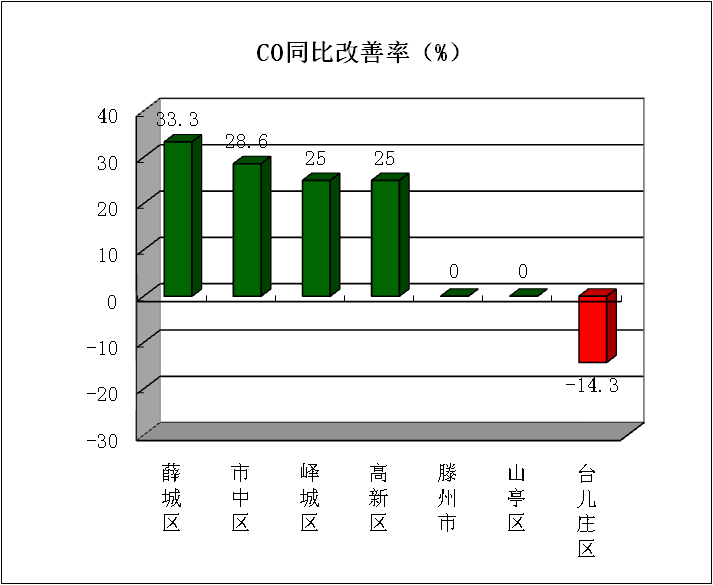 CO同比改善率（%）
40
30
20
10
0
-10
-20
-30
33.3
28.6
25
25
0
0
-14.3
薛城区
市中区
峄城区
高新区
滕州市
山亭区
台儿庄区